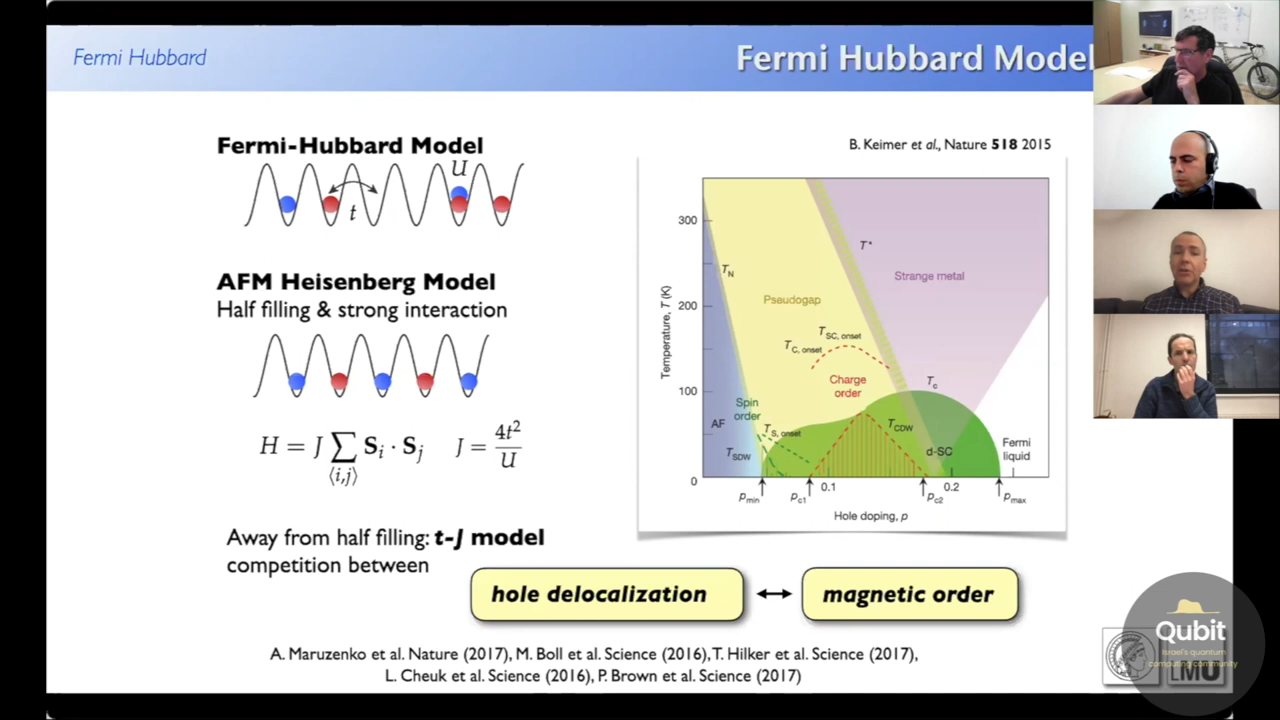 Fermi Hubbard
Fermi Hubbard Model
Fermi-Hubbard Model
U
t
AFM Heisenberg Model
Half filling & strong interaction
H = J ∑ S_i · S_j   J = 4t²/U
⟨i,j⟩
B. Keimer et al., Nature 518 2015
300
200
100
0
Temperature, T (K)
T_N
T*
Strange metal
Pseudogap
T_SC, onset
T_C, onset
Charge order
T_c
Spin order
AF
T_S, onset
T_CDW
T_SDW
d-SC
Fermi liquid
0.1
0.2
p_min
p_c1
p_c2
p_max
Hole doping, p
Away from half filling: t-J model
competition between
hole delocalization
magnetic order
A. Maruzenko et al. Nature (2017), M. Boll et al. Science (2016), T. Hilker et al. Science (2017),
L. Cheuk et al. Science (2016), P. Brown et al. Science (2017)
Qubit
Israel's quantum
computing community
LMU